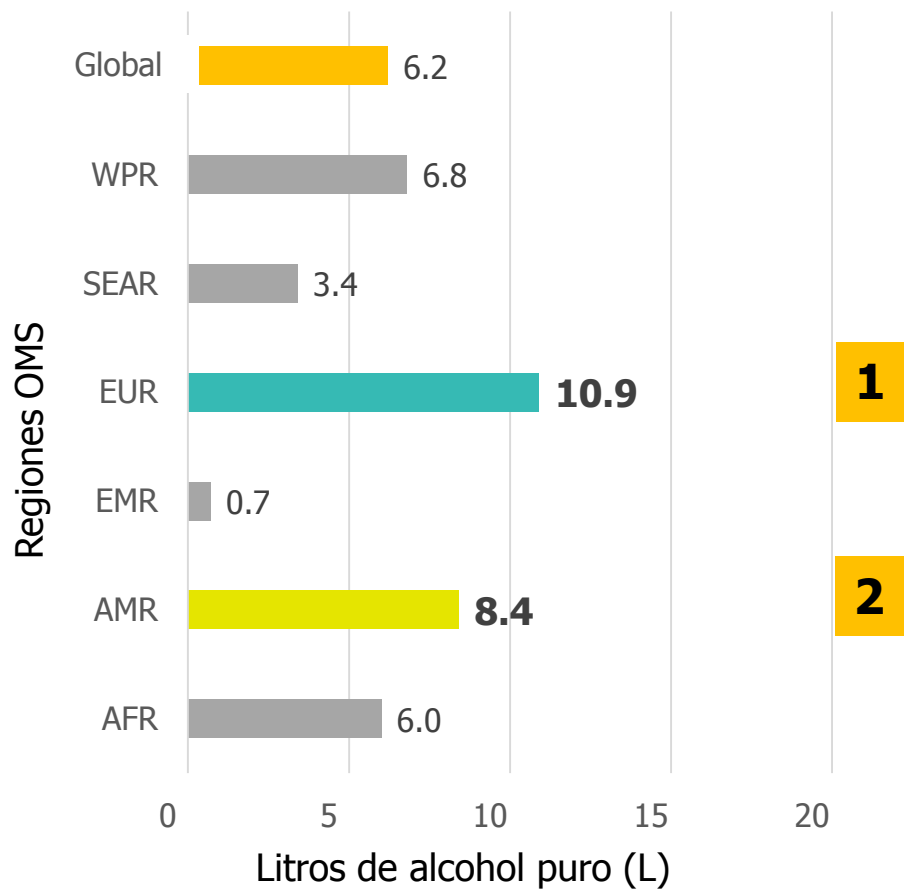 Global 6.2
WPR 6.8
SEAR 3.4
EUR 10.9 1
EMR 0.7
AMR 8.4 2
AFR 6.0
Regiones OMS
0 5 10 15 20
Litros de alcohol puro (L)